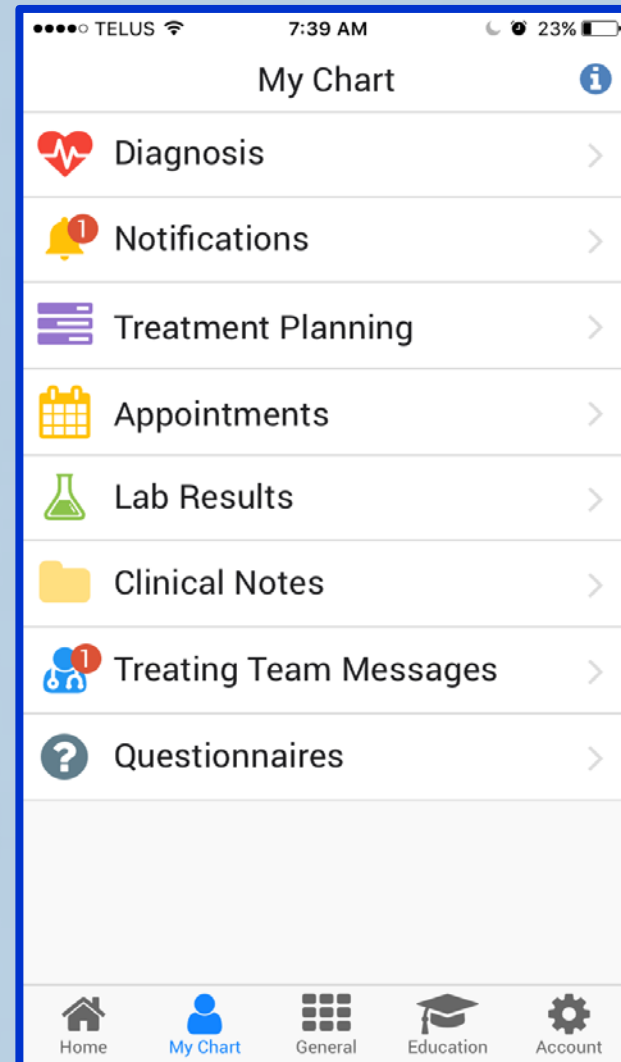 TELUS 7:39 AM 23%
My Chart
Diagnosis
1 Notifications
Treatment Planning
Appointments
Lab Results
Clinical Notes
1 Treating Team Messages
? Questionnaires
Home My Chart General Education Account